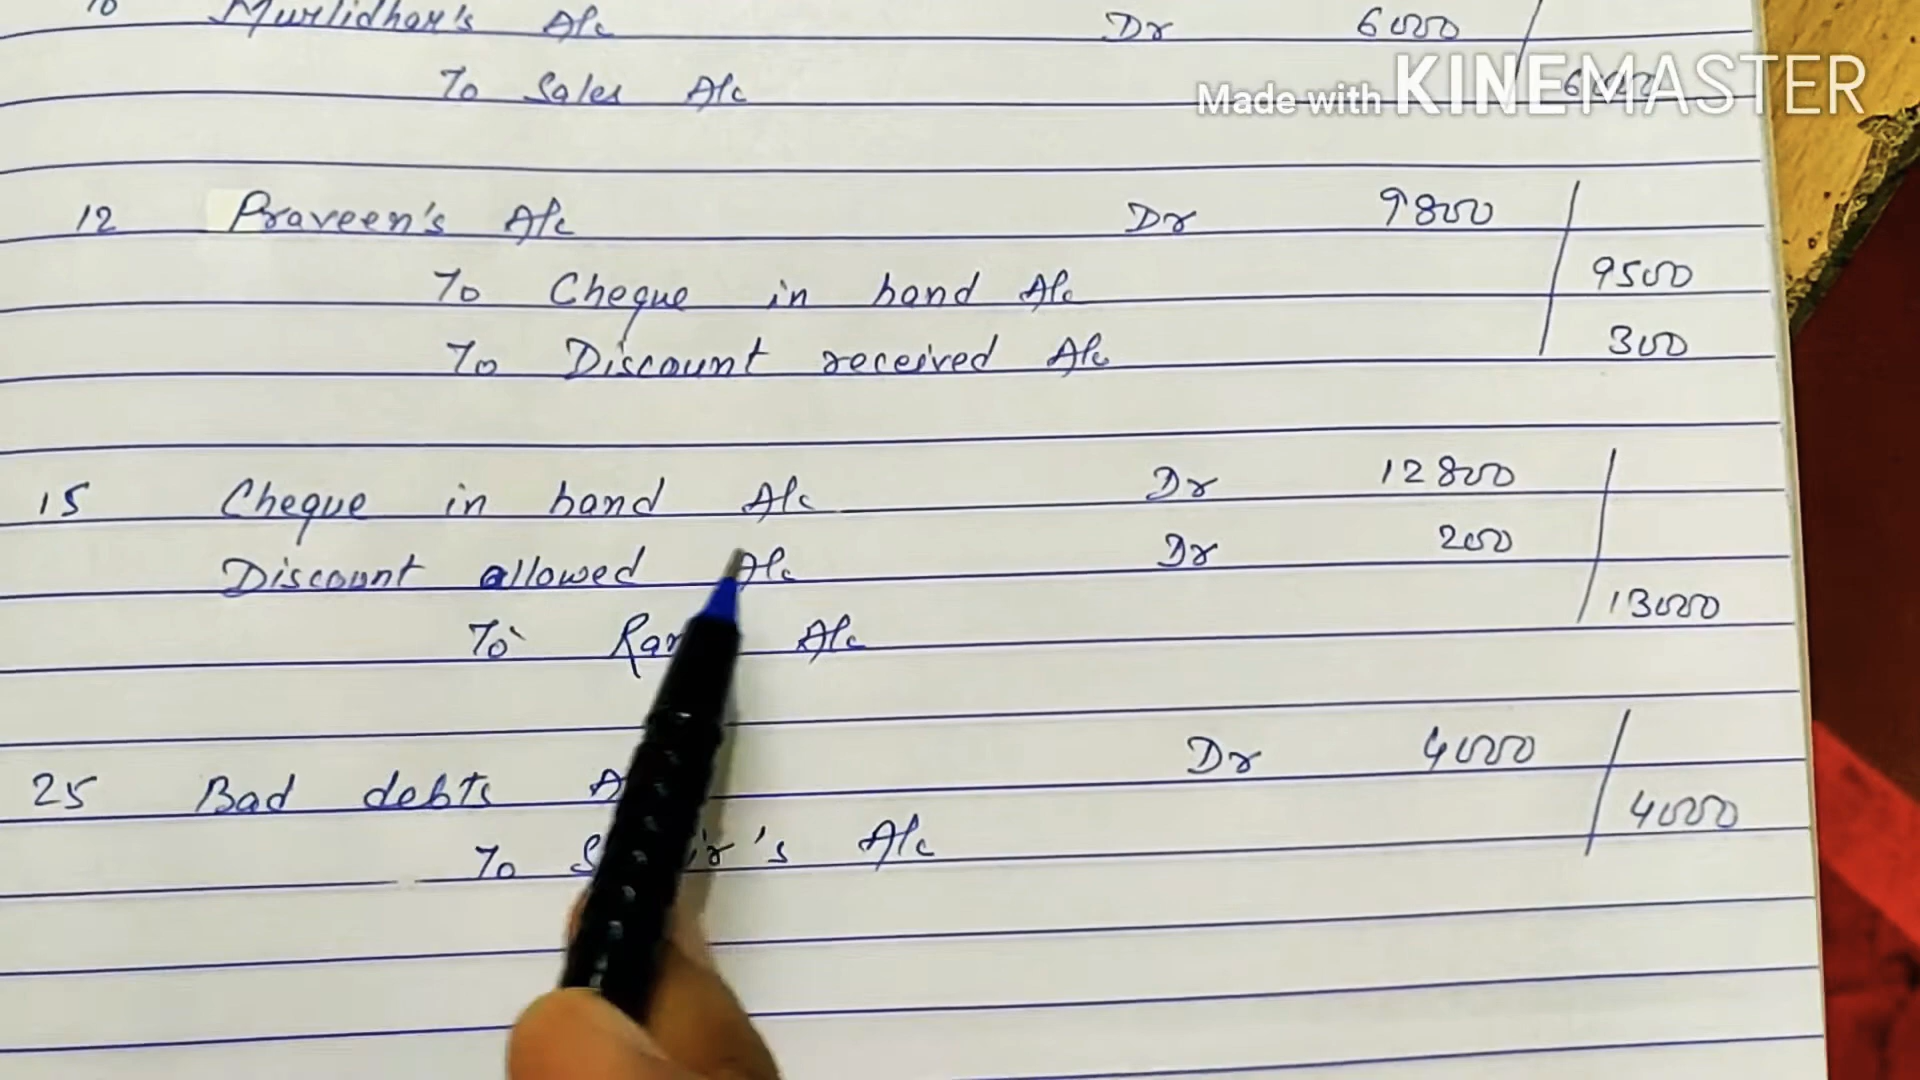 10 Murlidhar's A/c Dr 6000
To Sales A/c 6000
Made with KINEMASTER
12 Praveen's A/c Dr 9800
To Cheque in hand A/c 9500
To Discount received A/c 300
15 Cheque in hand A/c Dr 12800
Discount allowed A/c Dr 200
To A/c 13000
25 Bad debts Dr 4000
To A/c 4000